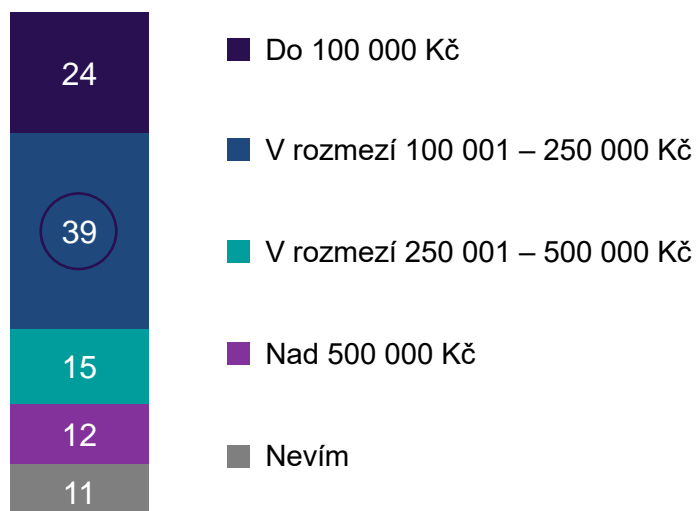 24
39
15
12
11
Do 100 000 Kč
V rozmezí 100 001 – 250 000 Kč
V rozmezí 250 001 – 500 000 Kč
Nad 500 000 Kč
Nevím